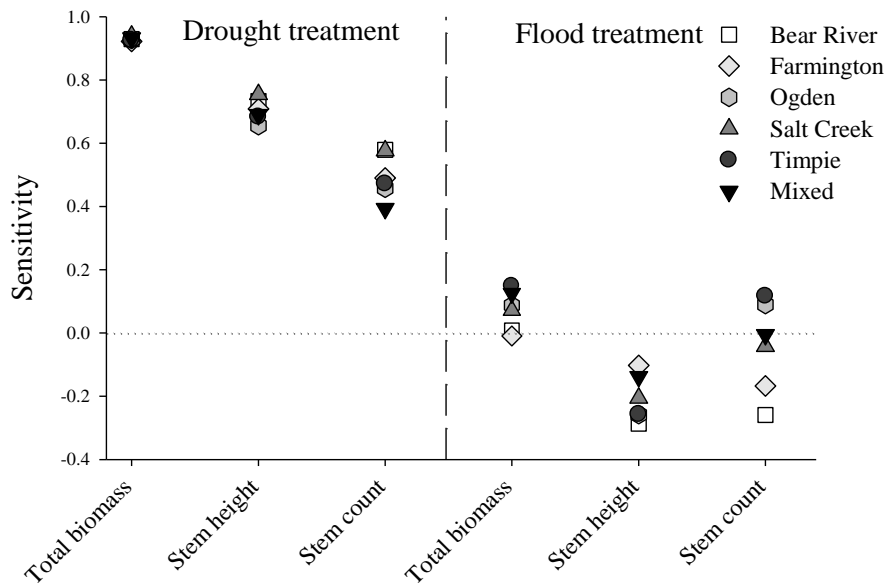 Drought treatment
Flood treatment
Bear River
Farmington
Ogden
Salt Creek
Timpie
Mixed
Sensitivity
1.0
0.8
0.6
0.4
0.2
0.0
-0.2
-0.4
Total biomass
Stem height
Stem count
Total biomass
Stem height
Stem count